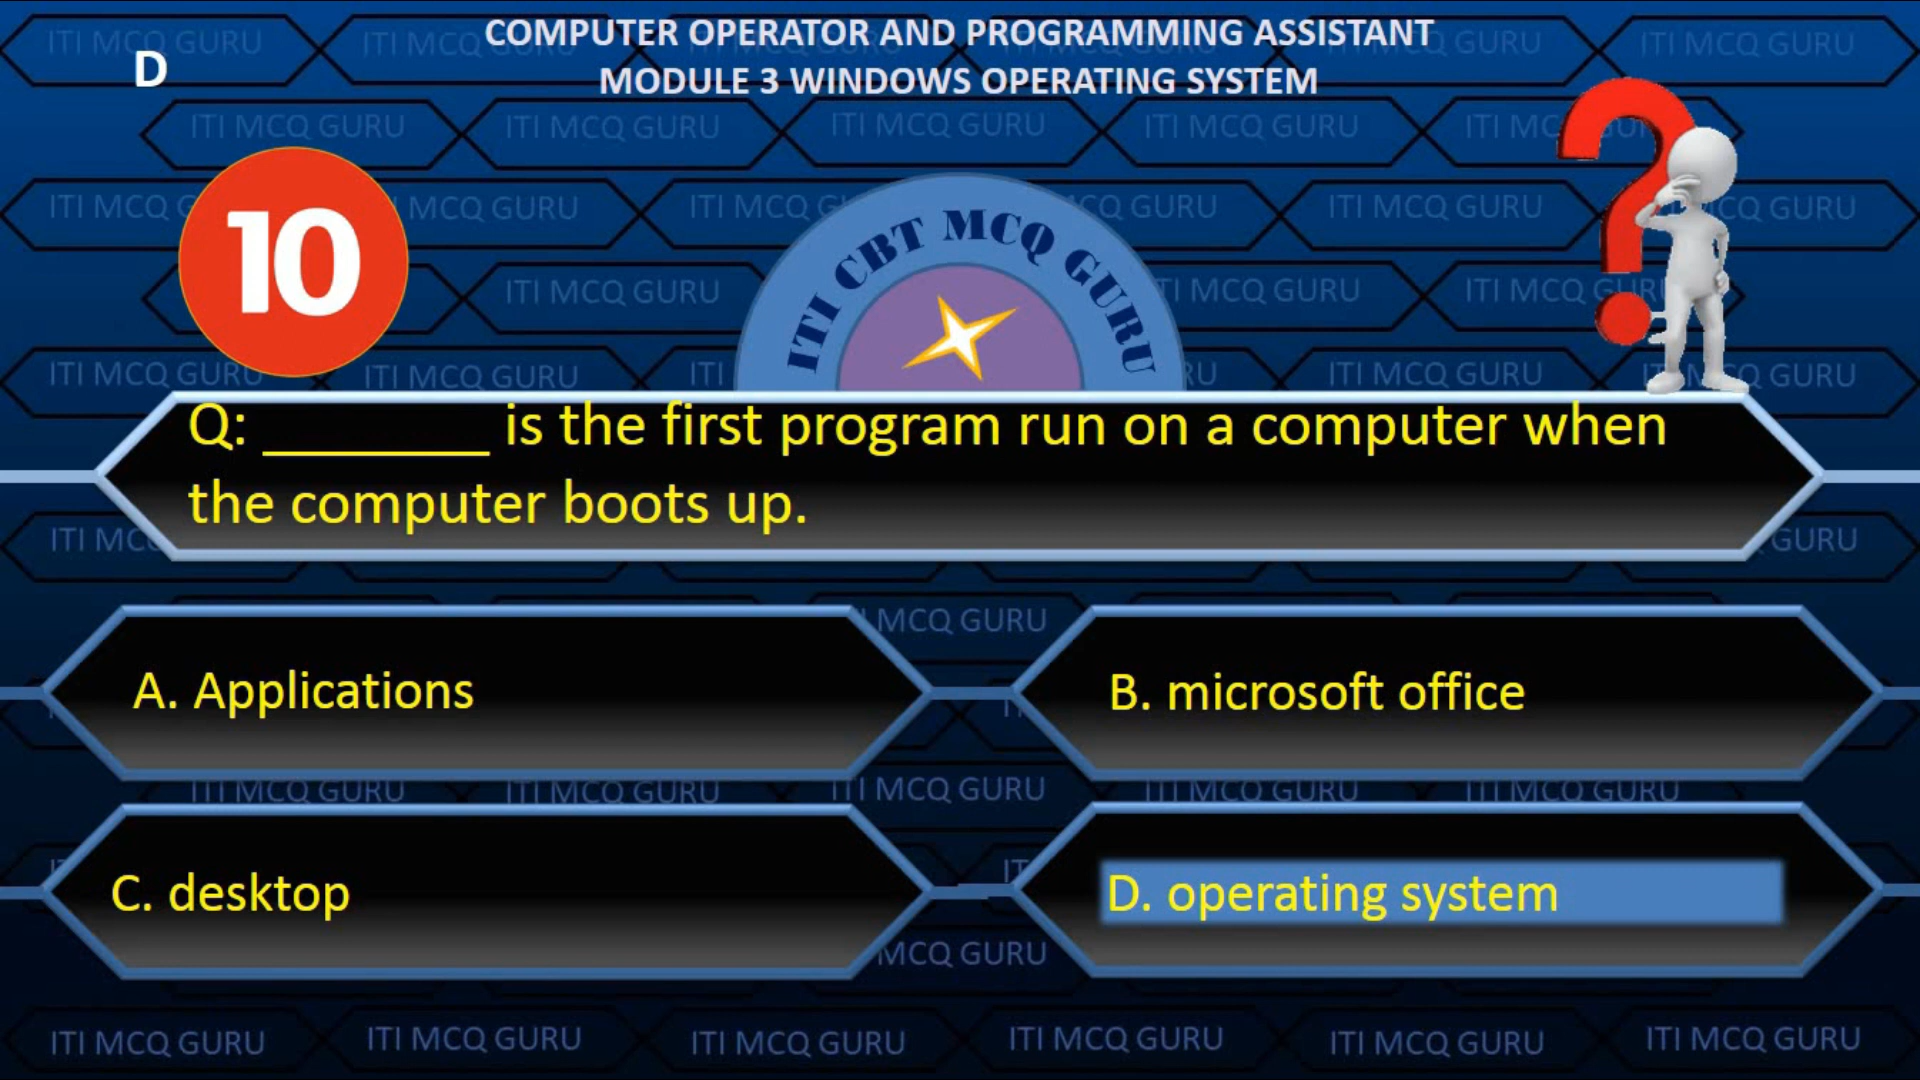 COMPUTER OPERATOR AND PROGRAMMING ASSISTANT
MODULE 3 WINDOWS OPERATING SYSTEM
D
10
ITI CBT MCQ GURU
Q: ________ is the first program run on a computer when
the computer boots up.
A. Applications
B. microsoft office
C. desktop
D. operating system
ITI MCQ GURU ITI MCQ GURU ITI MCQ GURU ITI MCQ GURU ITI MCQ GURU ITI MCQ GURU